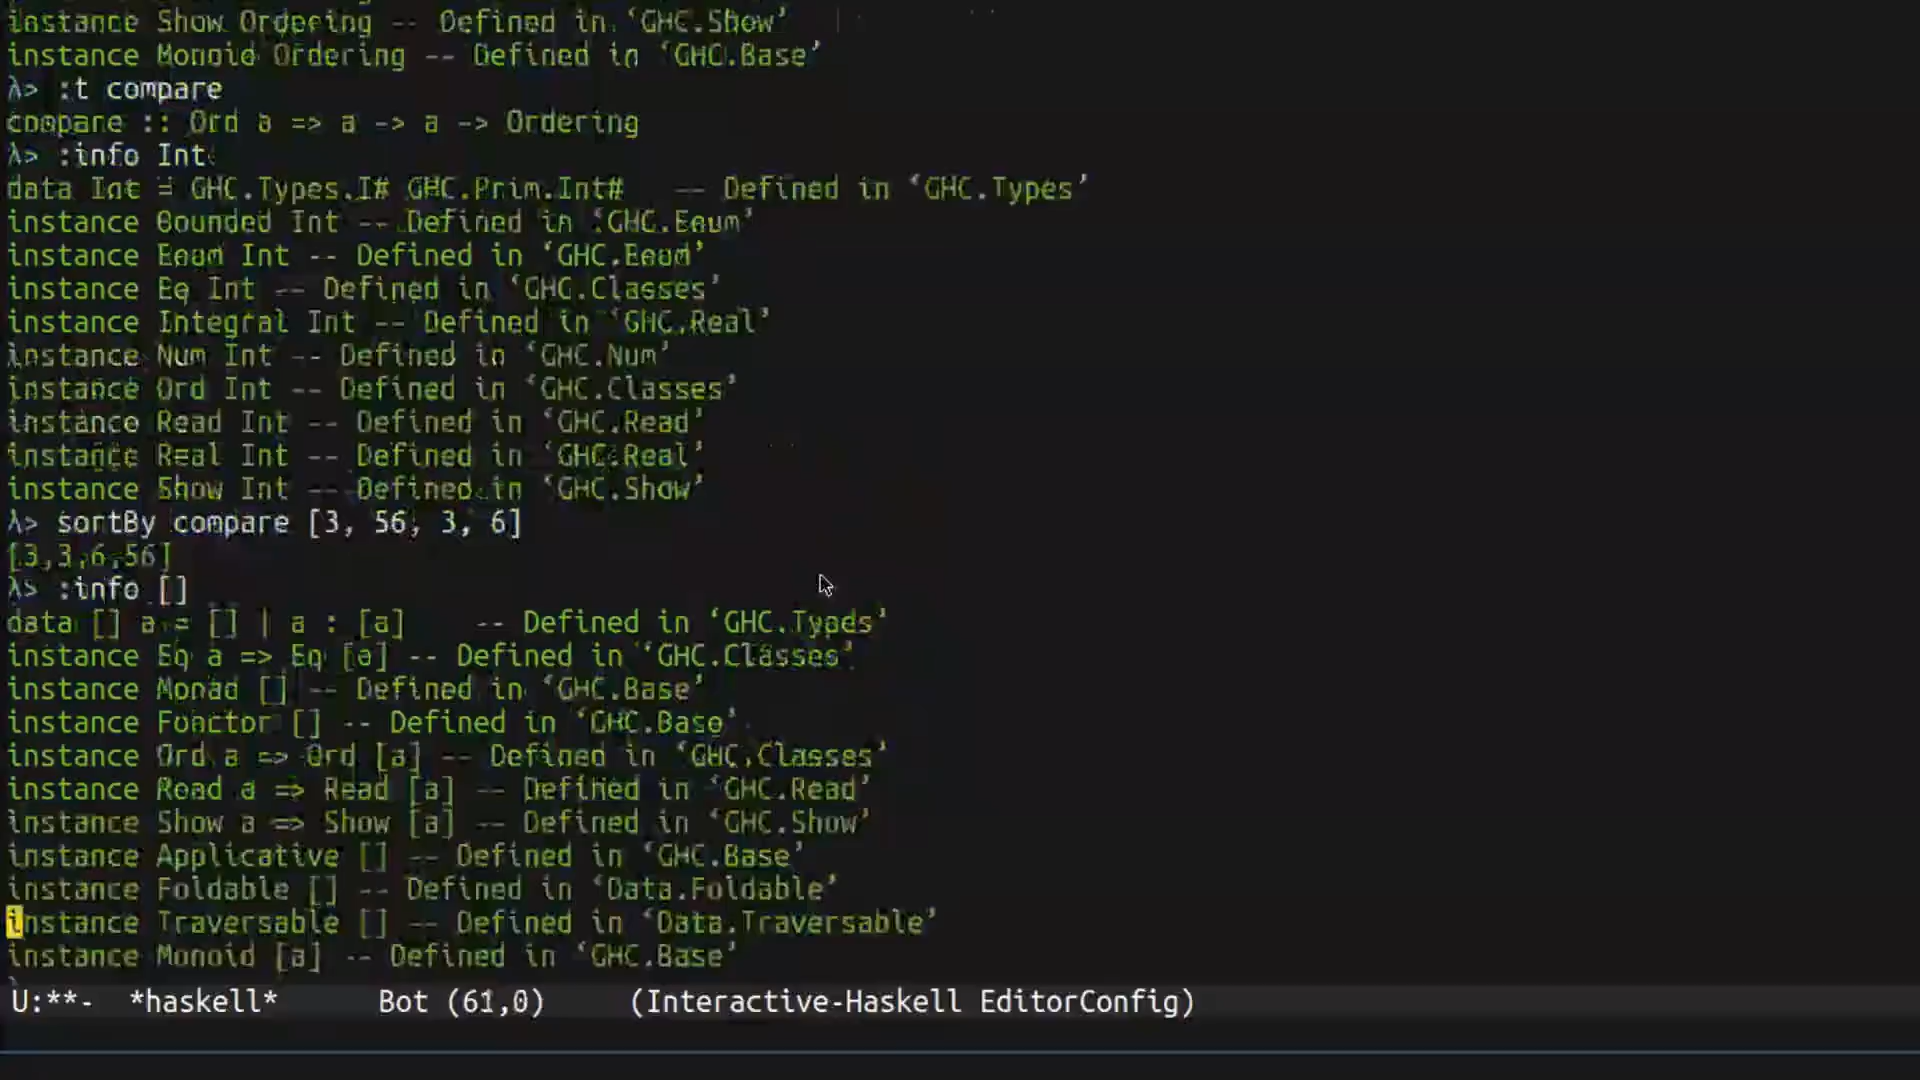 instance Show Ordering -- Defined in ‘GHC.Show’
instance Monoid Ordering -- Defined in ‘GHC.Base’
λ> :t compare
compare :: Ord a => a -> a -> Ordering
λ> :info Int
data Int = GHC.Types.I# GHC.Prim.Int# -- Defined in ‘GHC.Types’
instance Bounded Int -- Defined in ‘GHC.Enum’
instance Enum Int -- Defined in ‘GHC.Enum’
instance Eq Int -- Defined in ‘GHC.Classes’
instance Integral Int -- Defined in ‘GHC.Real’
instance Num Int -- Defined in ‘GHC.Num’
instance Ord Int -- Defined in ‘GHC.Classes’
instance Read Int -- Defined in ‘GHC.Read’
instance Real Int -- Defined in ‘GHC.Real’
instance Show Int -- Defined in ‘GHC.Show’
λ> sortBy compare [3, 56, 3, 6]
[3,3,6,56]
λ> :info []
data [] a = [] | a : [a] -- Defined in ‘GHC.Types’
instance Eq a => Eq [a] -- Defined in ‘GHC.Classes’
instance Monad [] -- Defined in ‘GHC.Base’
instance Functor [] -- Defined in ‘GHC.Base’
instance Ord a => Ord [a] -- Defined in ‘GHC.Classes’
instance Read a => Read [a] -- Defined in ‘GHC.Read’
instance Show a => Show [a] -- Defined in ‘GHC.Show’
instance Applicative [] -- Defined in ‘GHC.Base’
instance Foldable [] -- Defined in ‘Data.Foldable’
instance Traversable [] -- Defined in ‘Data.Traversable’
instance Monoid [a] -- Defined in ‘GHC.Base’
U:**- *haskell* Bot (61,0) (Interactive-Haskell EditorConfig)